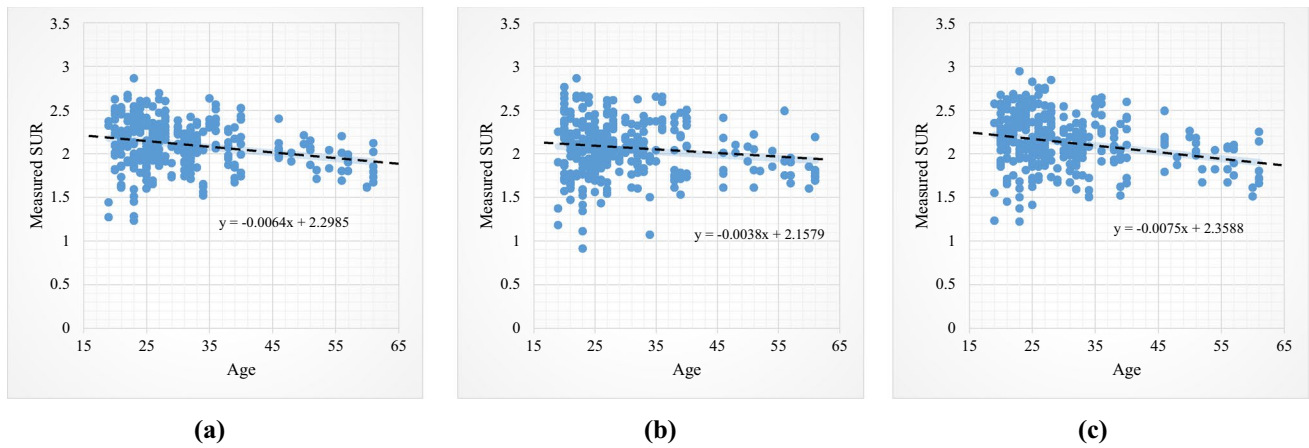 3.5
3
2.5
2
1.5
1
0.5
0
Measured SUR
y = -0.0064x + 2.2985
15 25 35 45 55 65
Age
(a)
3.5
3
2.5
2
1.5
1
0.5
0
Measured SUR
y = -0.0038x + 2.1579
15 25 35 45 55 65
Age
(b)
3.5
3
2.5
2
1.5
1
0.5
0
Measured SUR
y = -0.0075x + 2.3588
15 25 35 45 55 65
Age
(c)